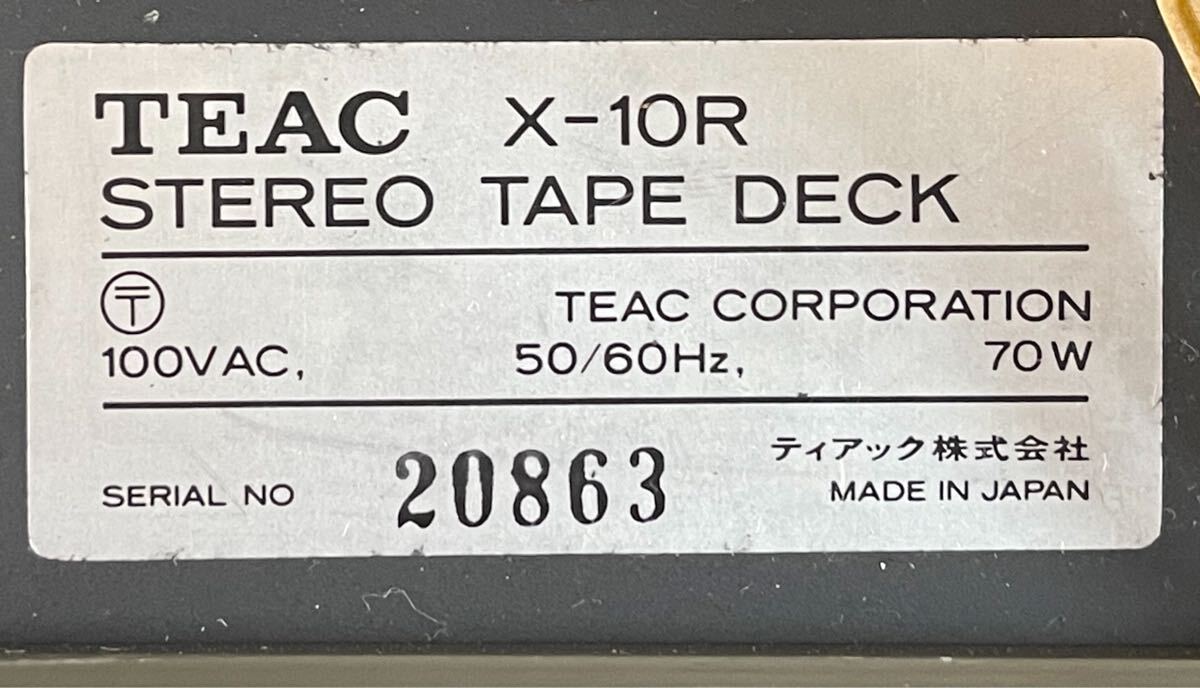 TEAC X-10R
STEREO TAPE DECK
〒 TEAC CORPORATION
100VAC, 50/60Hz, 70W
ティアック株式会社
SERIAL NO 20863
MADE IN JAPAN